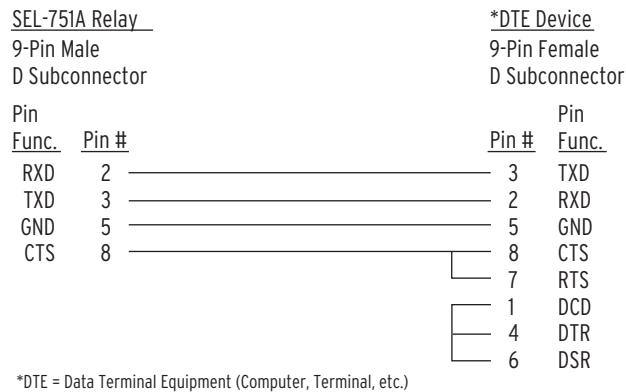 SEL-751A Relay *DTE Device
9-Pin Male 9-Pin Female
D Subconnector D Subconnector
Pin Pin
Func. Pin # Pin # Func.
RXD 2 3 TXD
TXD 3 2 RXD
GND 5 5 GND
CTS 8 8 CTS
7 RTS
1 DCD
4 DTR
6 DSR
*DTE = Data Terminal Equipment (Computer, Terminal, etc.)